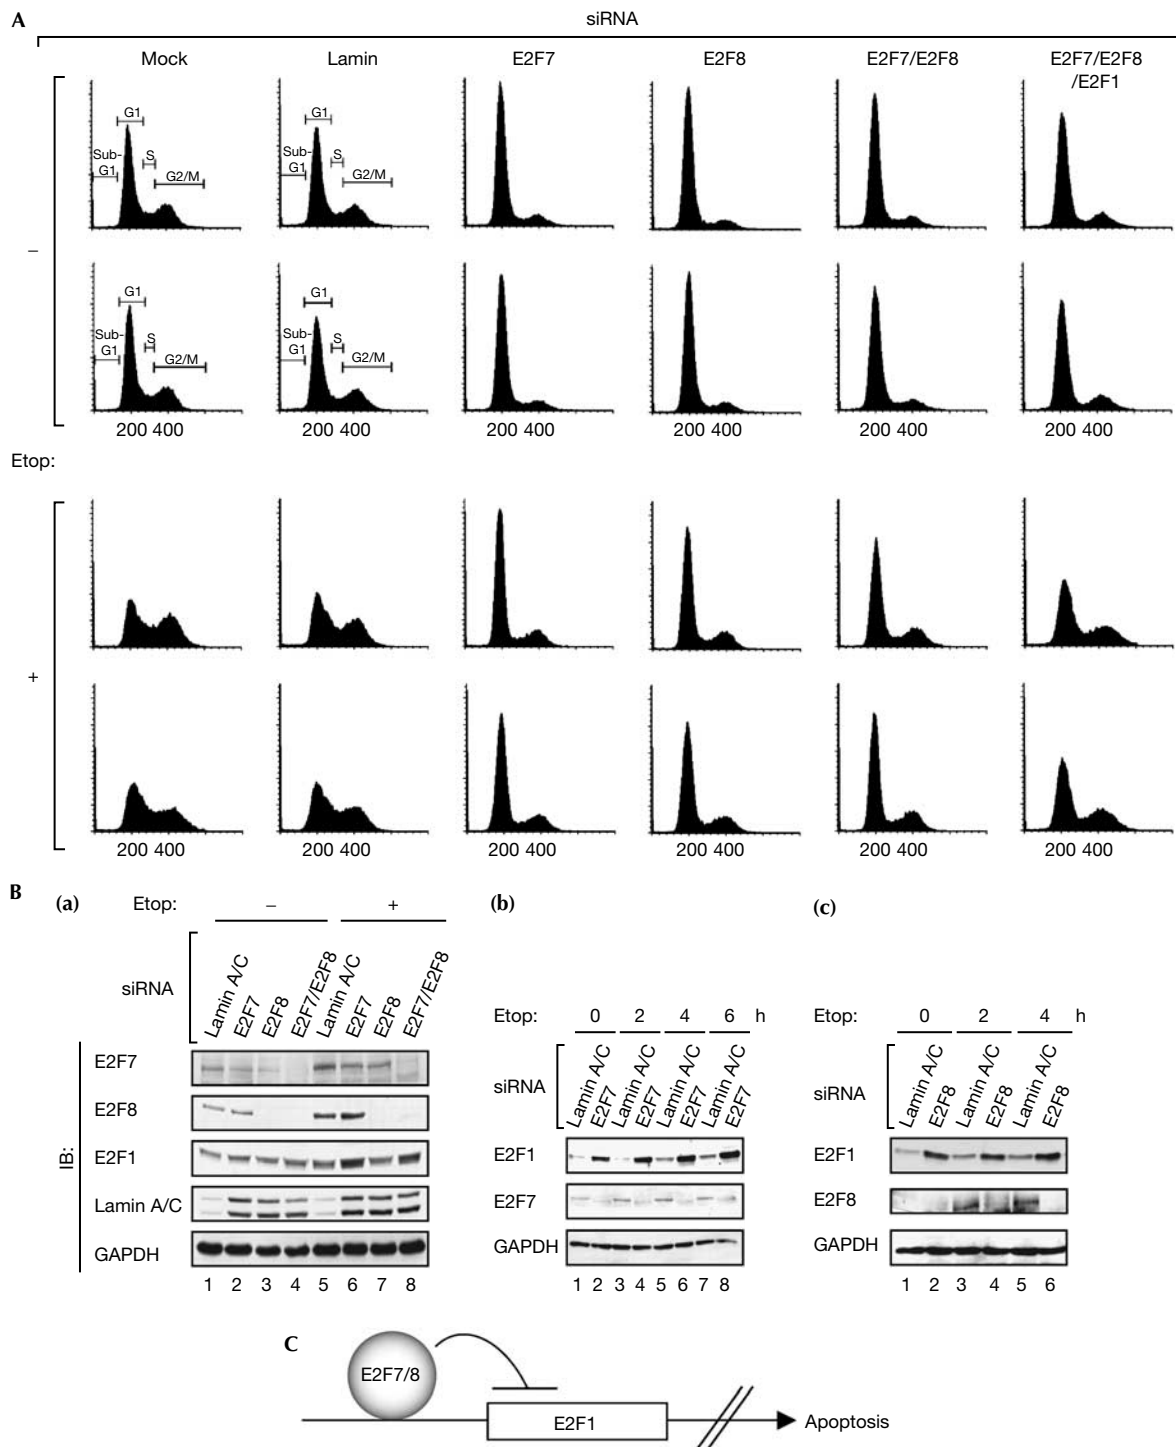 A
siRNA
Mock Lamin E2F7 E2F8 E2F7/E2F8 E2F7/E2F8
/E2F1
G1 G1
Sub-
G1 S G2/M Sub-
G1 S G2/M
–
G1 G1
Sub-
G1 S G2/M Sub-
G1 S G2/M
200 400 200 400 200 400 200 400 200 400 200 400
Etop:
+
200 400 200 400 200 400 200 400 200 400 200 400
B
(a) Etop: – +
siRNA
Lamin A/C E2F7 E2F8 E2F7/E2F8 Lamin A/C E2F7 E2F8 E2F7/E2F8
IB:
E2F7
E2F8
E2F1
Lamin A/C
GAPDH
1 2 3 4 5 6 7 8
(b)
Etop: 0 2 4 6 h
siRNA
Lamin A/C E2F7 Lamin A/C E2F7 Lamin A/C E2F7 Lamin A/C E2F7
E2F1
E2F7
GAPDH
1 2 3 4 5 6 7 8
(c)
Etop: 0 2 4 h
siRNA
Lamin A/C E2F8 Lamin A/C E2F8 Lamin A/C E2F8
E2F1
E2F8
GAPDH
1 2 3 4 5 6
C
E2F7/8
E2F1
Apoptosis